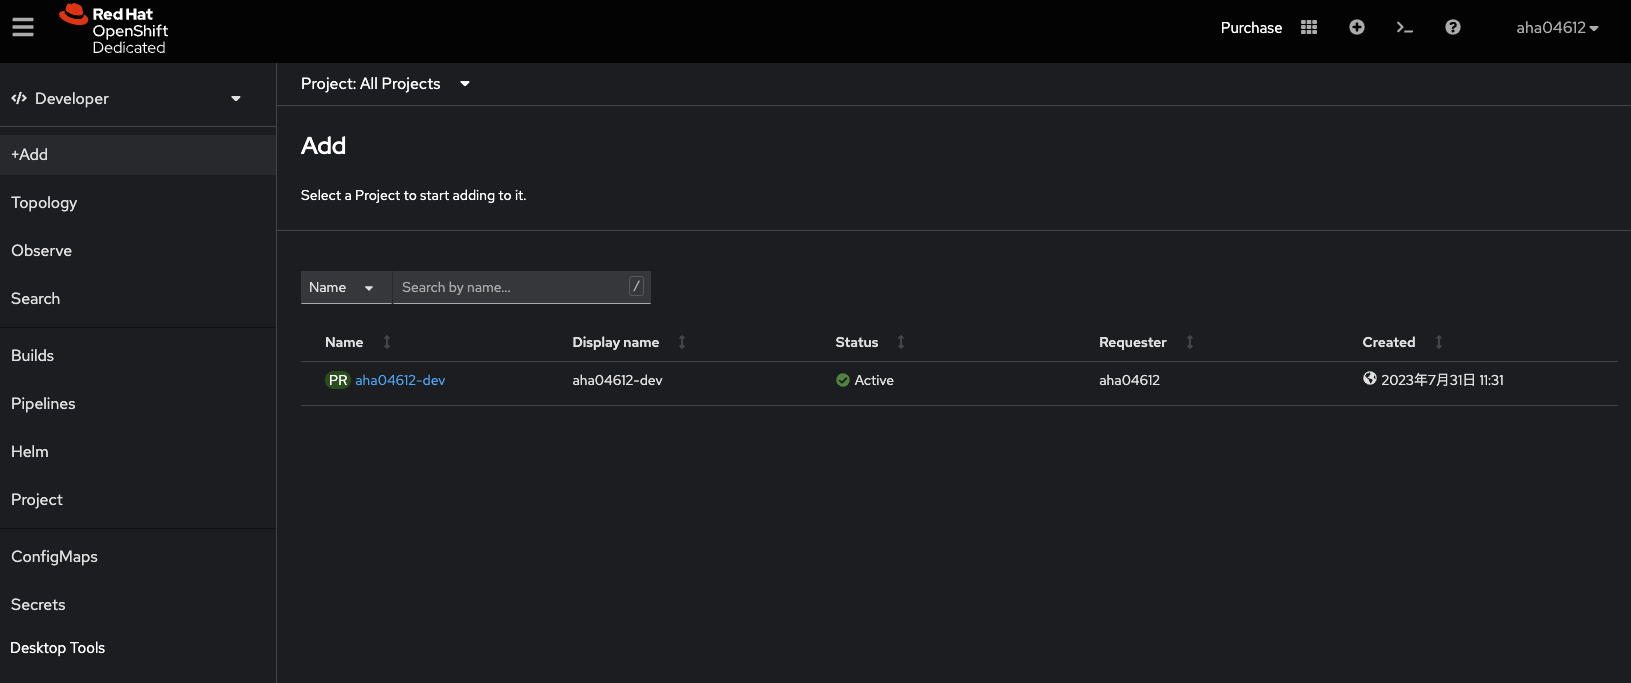 Red Hat
OpenShift
Dedicated
Purchase
aha04612
Developer
+Add
Topology
Observe
Search
Builds
Pipelines
Helm
Project
ConfigMaps
Secrets
Desktop Tools
Project: All Projects
Add
Select a Project to start adding to it.
Name Search by name... /
Name Display name Status Requester Created
PR aha04612-dev aha04612-dev Active aha04612 2023年7月31日 11:31